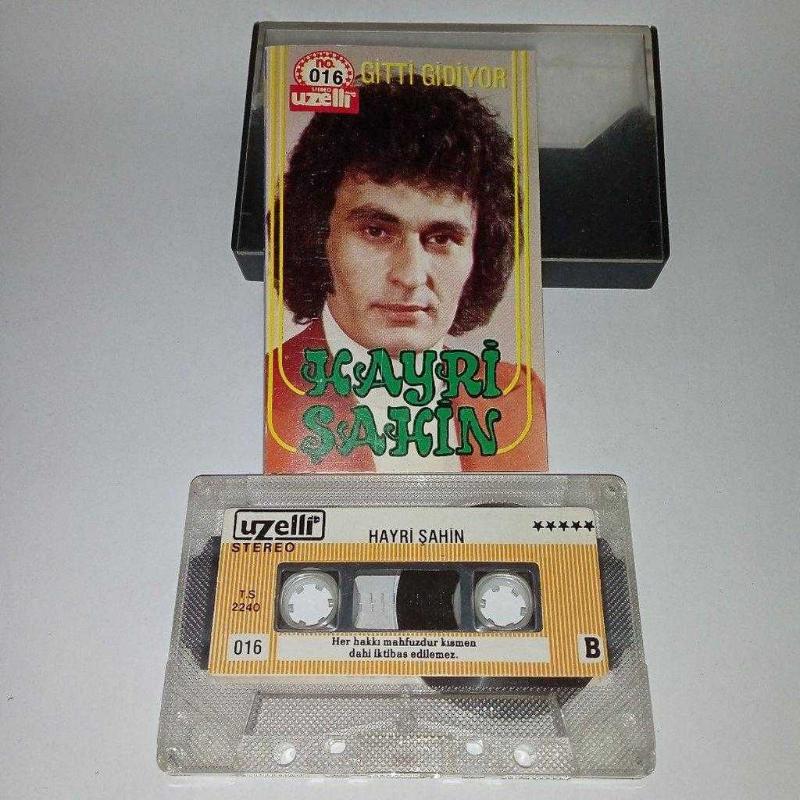 no.
016
STEREO
uzelli
GİTTİ GİDİYOR
HAYRİ
ŞAHİN
uzelli
STEREO
HAYRİ ŞAHİN
★★★★★
T.S
2240
016
Her hakkı mahfuzdur kısmen
dahi iktibas edilemez.
B